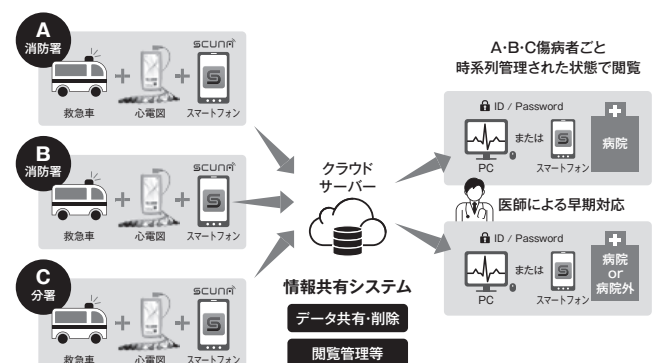 A
消防署
SCUNA
救急車
心電図
スマートフォン
B
消防署
SCUNA
救急車
心電図
スマートフォン
C
分署
SCUNA
救急車
心電図
スマートフォン
クラウド
サーバー
情報共有システム
データ共有・削除
閲覧管理等
A・B・C傷病者ごと
時系列管理された状態で閲覧
ID / Password
または
PC
スマートフォン
病院
医師による早期対応
ID / Password
または
PC
スマートフォン
病院
or
病院外